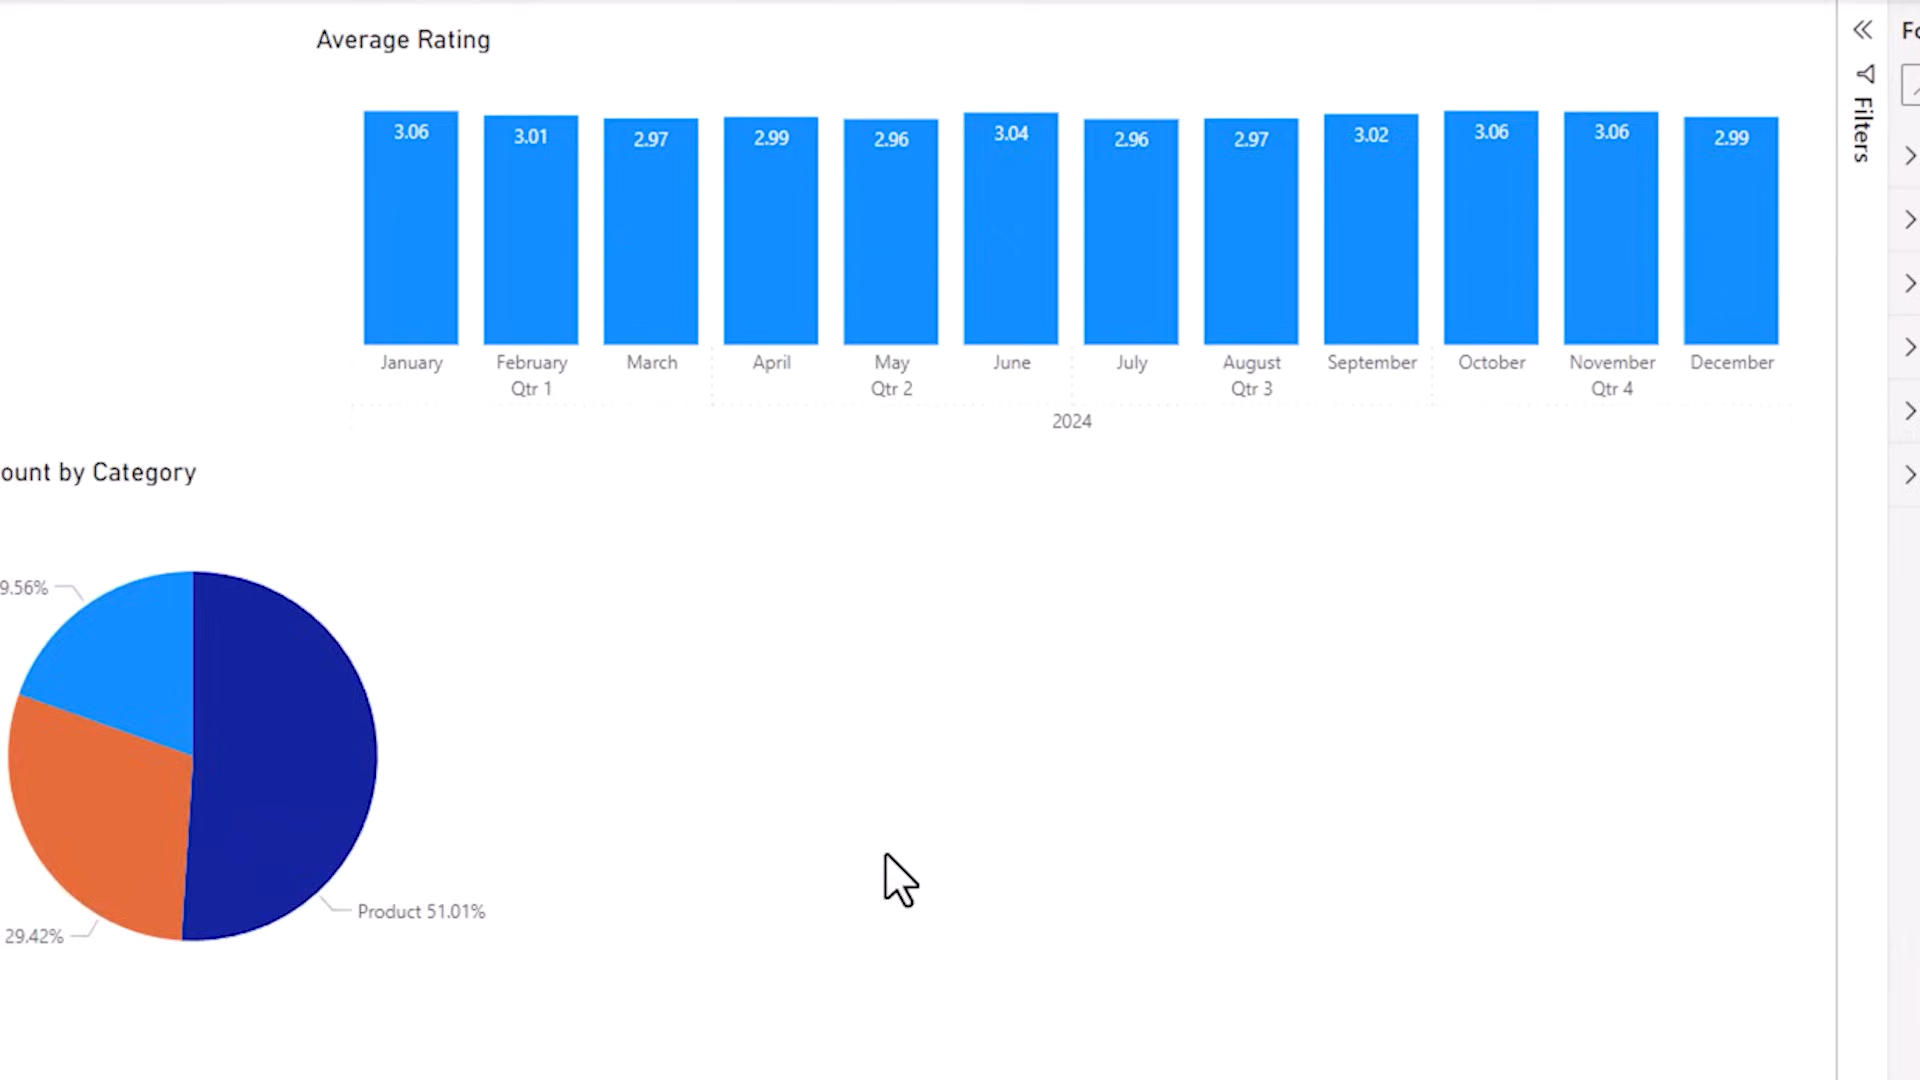 Average Rating
3.06 3.01 2.97 2.99 2.96 3.04 2.96 2.97 3.02 3.06 3.06 2.99
January February March April May June July August September October November December
Qtr 1 Qtr 2 Qtr 3 Qtr 4
2024
Filters
Fo
ount by Category
9.56%
29.42%
Product 51.01%